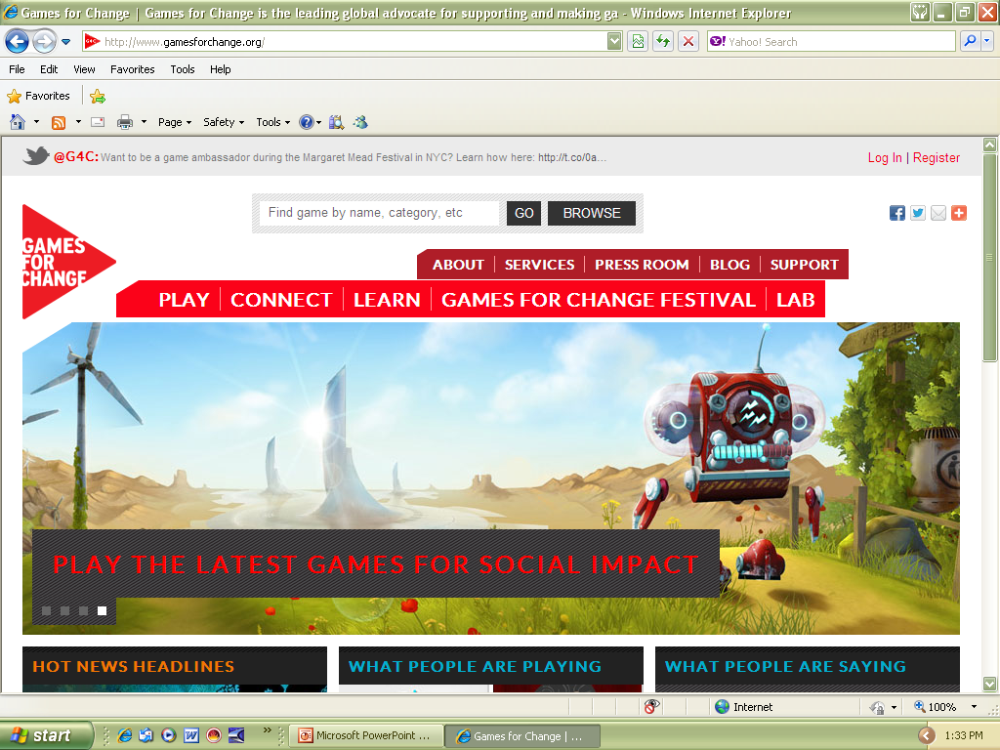 Games for Change | Games for Change is the leading global advocate for supporting and making ga - Windows Internet Explorer
http://www.gamesforchange.org/
Yahoo! Search
File Edit View Favorites Tools Help
Favorites
Page Safety Tools
@G4C: Want to be a game ambassador during the Margaret Mead Festival in NYC? Learn how here: http://t.co/0a...
Log In | Register
Find game by name, category, etc
GO
BROWSE
GAMES
FOR
CHANGE
ABOUT SERVICES PRESS ROOM BLOG SUPPORT
PLAY CONNECT LEARN GAMES FOR CHANGE FESTIVAL LAB
PLAY THE LATEST GAMES FOR SOCIAL IMPACT
HOT NEWS HEADLINES
WHAT PEOPLE ARE PLAYING
WHAT PEOPLE ARE SAYING
Internet
100%
start
Microsoft PowerPoint ...
Games for Change | ...
1:33 PM